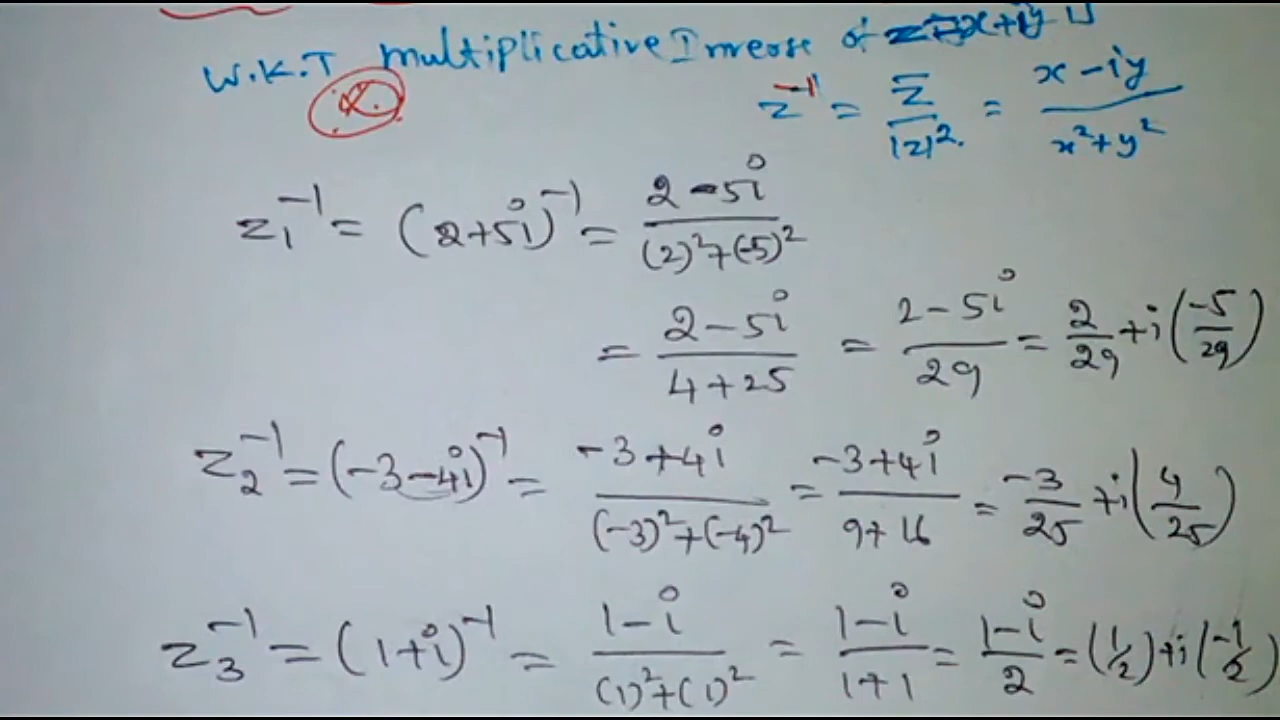 W.K.T Multiplicative Inverse of z=x+iy is
K.
z⁻¹ = z̄/|z|². = (x-iy)/(x²+y²)
z₁⁻¹ = (2+5i)⁻¹ = (2-5i)/((2)²+(-5)²)
= (2-5i)/(4+25) = (2-5i)/29 = 2/29 +i(-5/29)
z₂⁻¹ = (-3-4i)⁻¹ = (-3+4i)/((-3)²+(-4)²) = (-3+4i)/(9+16) = -3/25 +i(4/25)
z₃⁻¹ = (1+i)⁻¹ = (1-i)/((1)²+(1)²) = (1-i)/(1+1) = (1-i)/2 = (1/2)+i(-1/2)